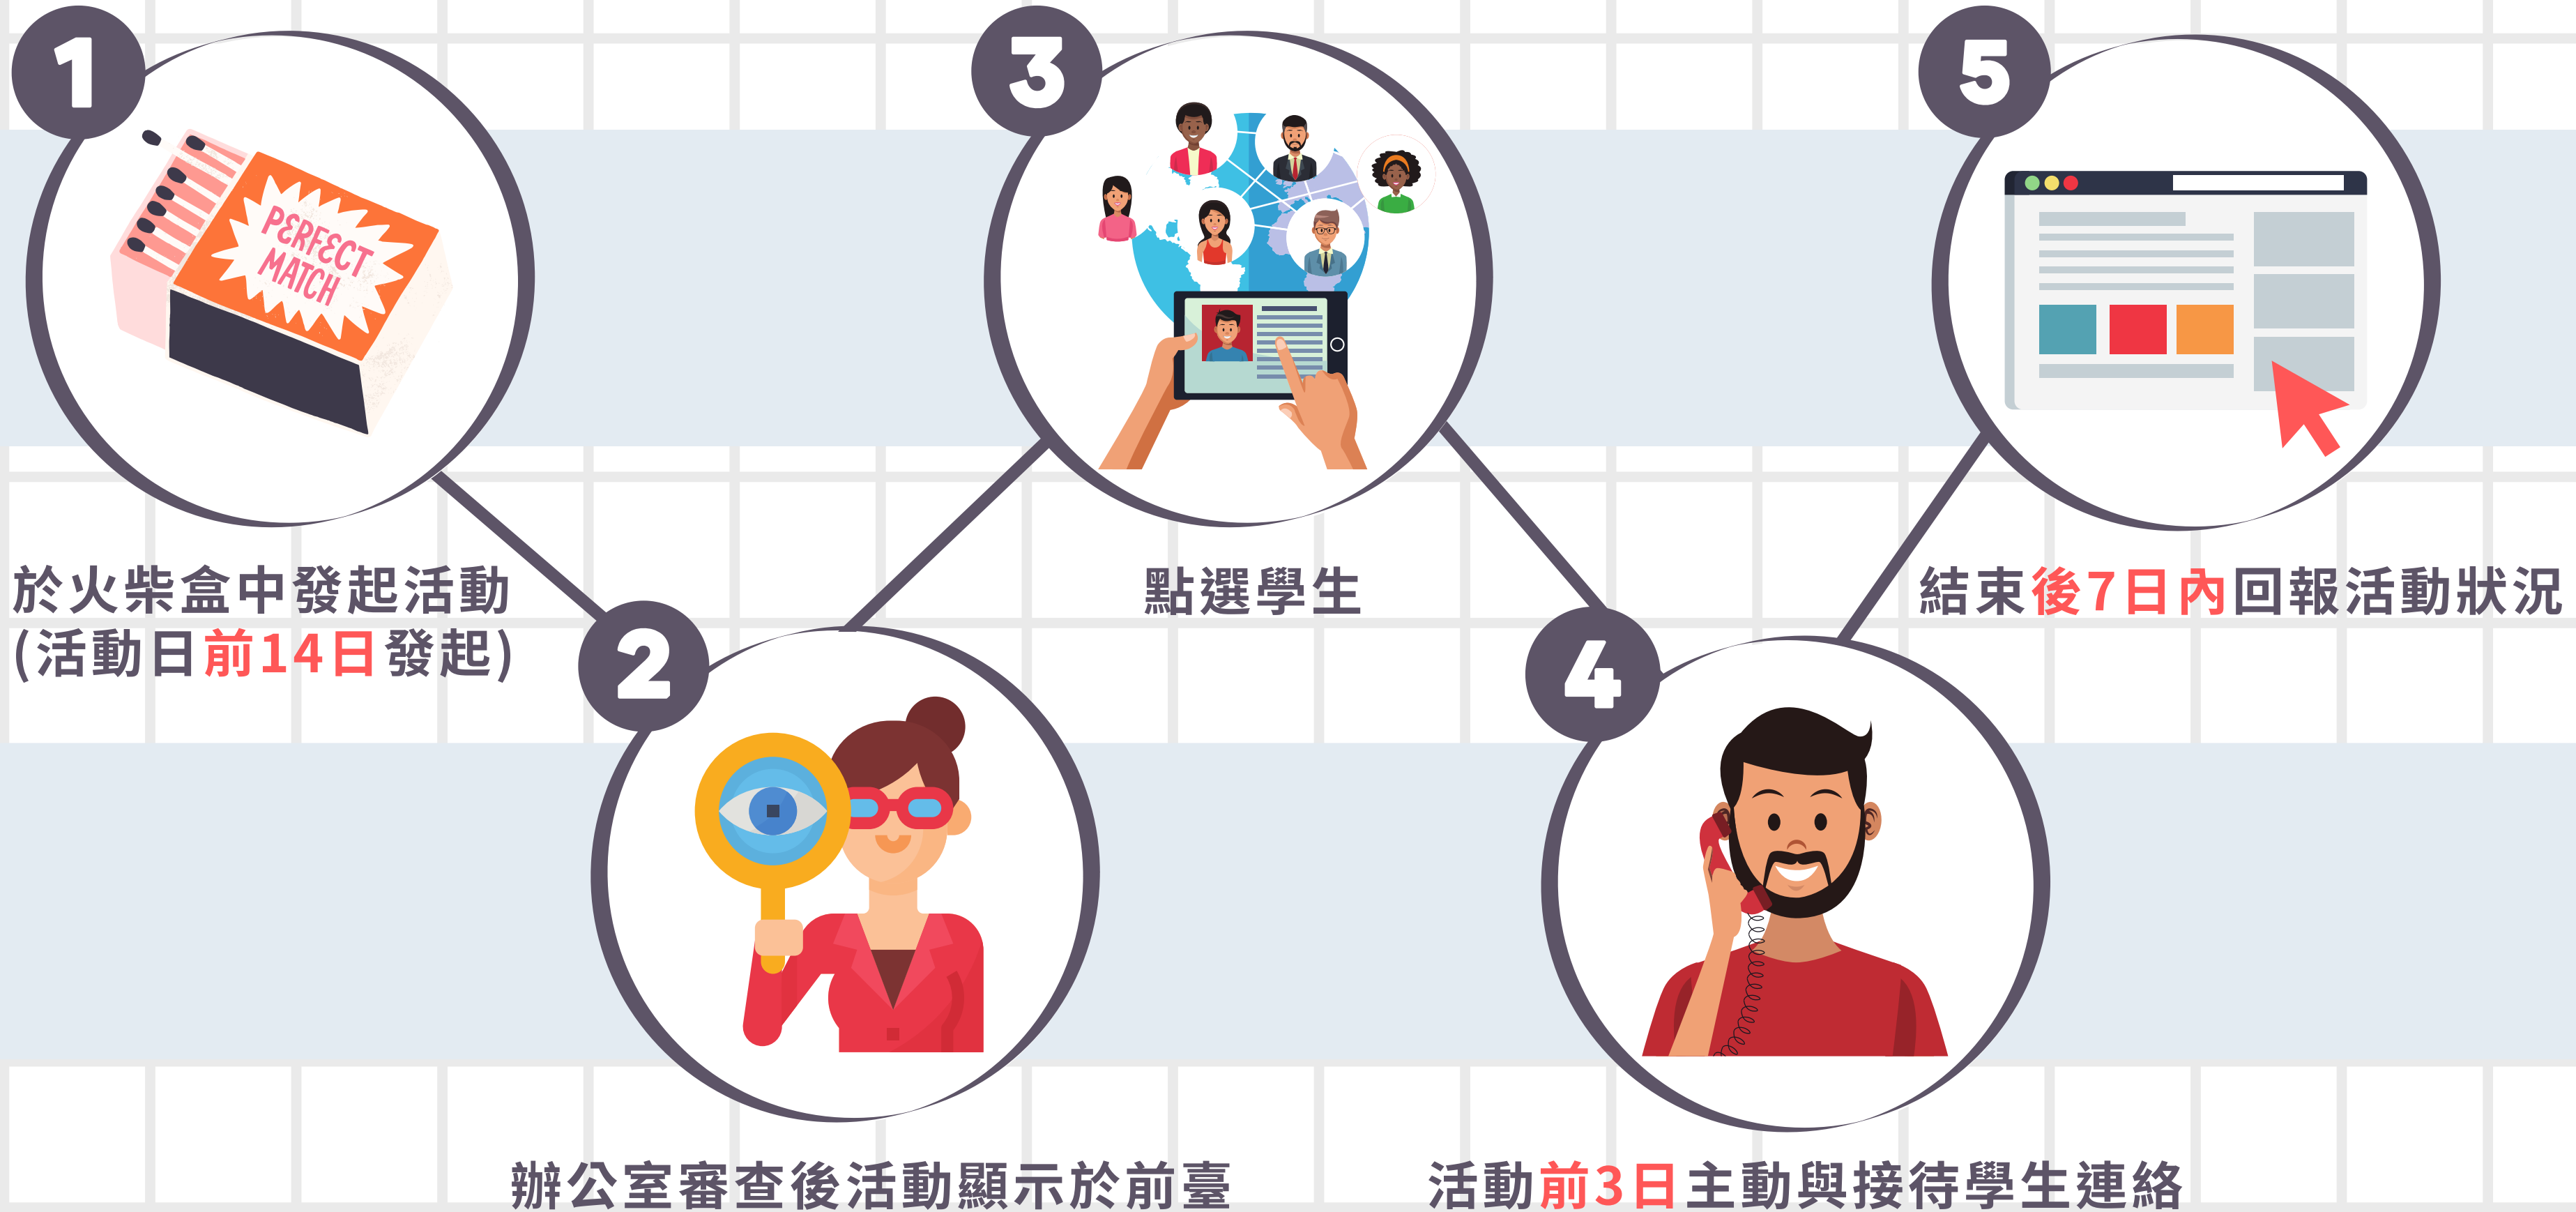 1
PERFECT
MATCH
於火柴盒中發起活動
(活動日前14日發起)
2
辦公室審查後活動顯示於前臺
3
點選學生
4
活動前3日主動與接待學生連絡
5
結束後7日內回報活動狀況